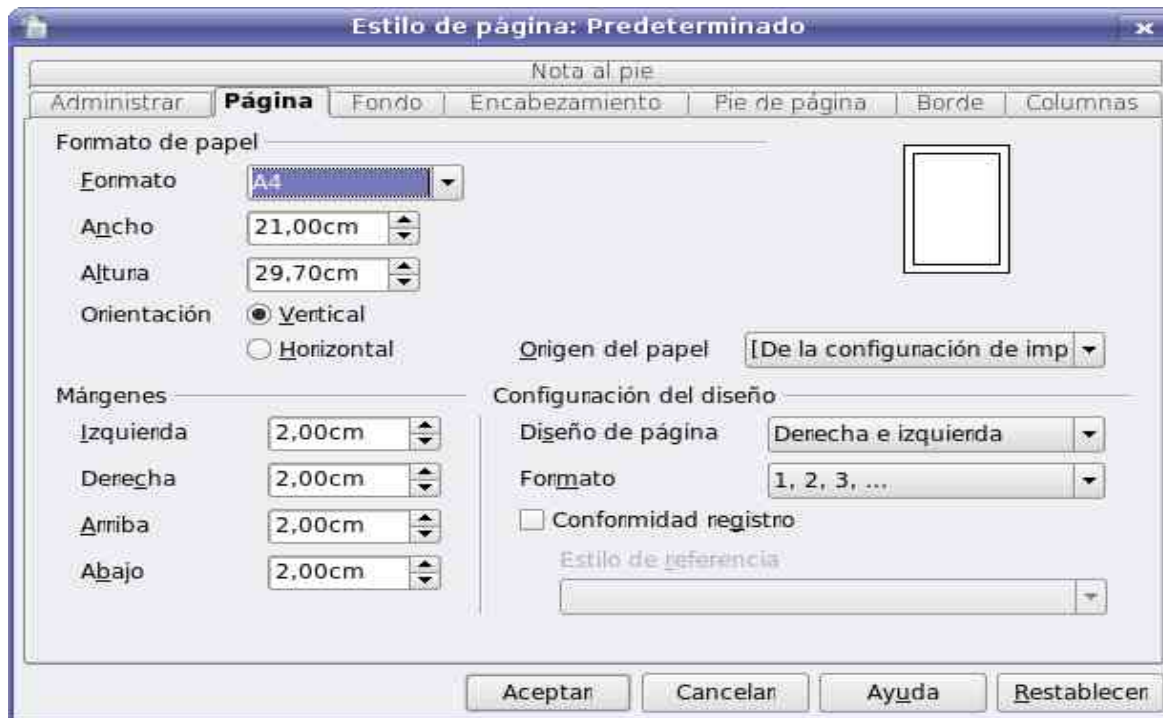 Estilo de página: Predeterminado
Nota al pie
Administrar Página Fondo Encabezamiento Pie de página Borde Columnas
Formato de papel
Formato A4
Ancho 21,00cm
Altura 29,70cm
Orientación Vertical
Horizontal
Origen del papel [De la configuración de imp
Márgenes
Izquierda 2,00cm
Derecha 2,00cm
Arriba 2,00cm
Abajo 2,00cm
Configuración del diseño
Diseño de página Derecha e izquierda
Formato 1, 2, 3, ...
Conformidad registro
Estilo de referencia
Aceptar Cancelar Ayuda Restablecer